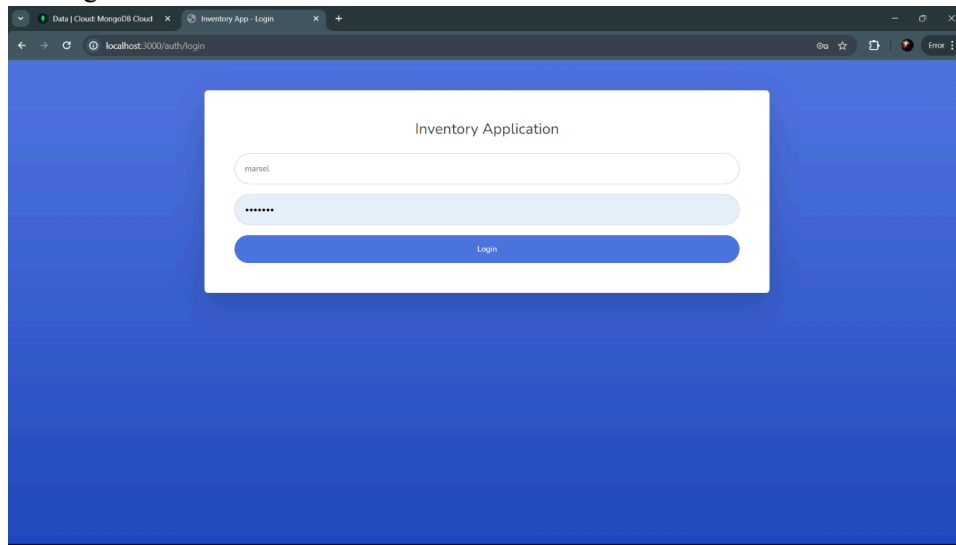 Data | Cloud: MongoDB Cloud
Inventory App - Login
localhost:3000/auth/login
Error
Inventory Application
marsel
•••••••
Login